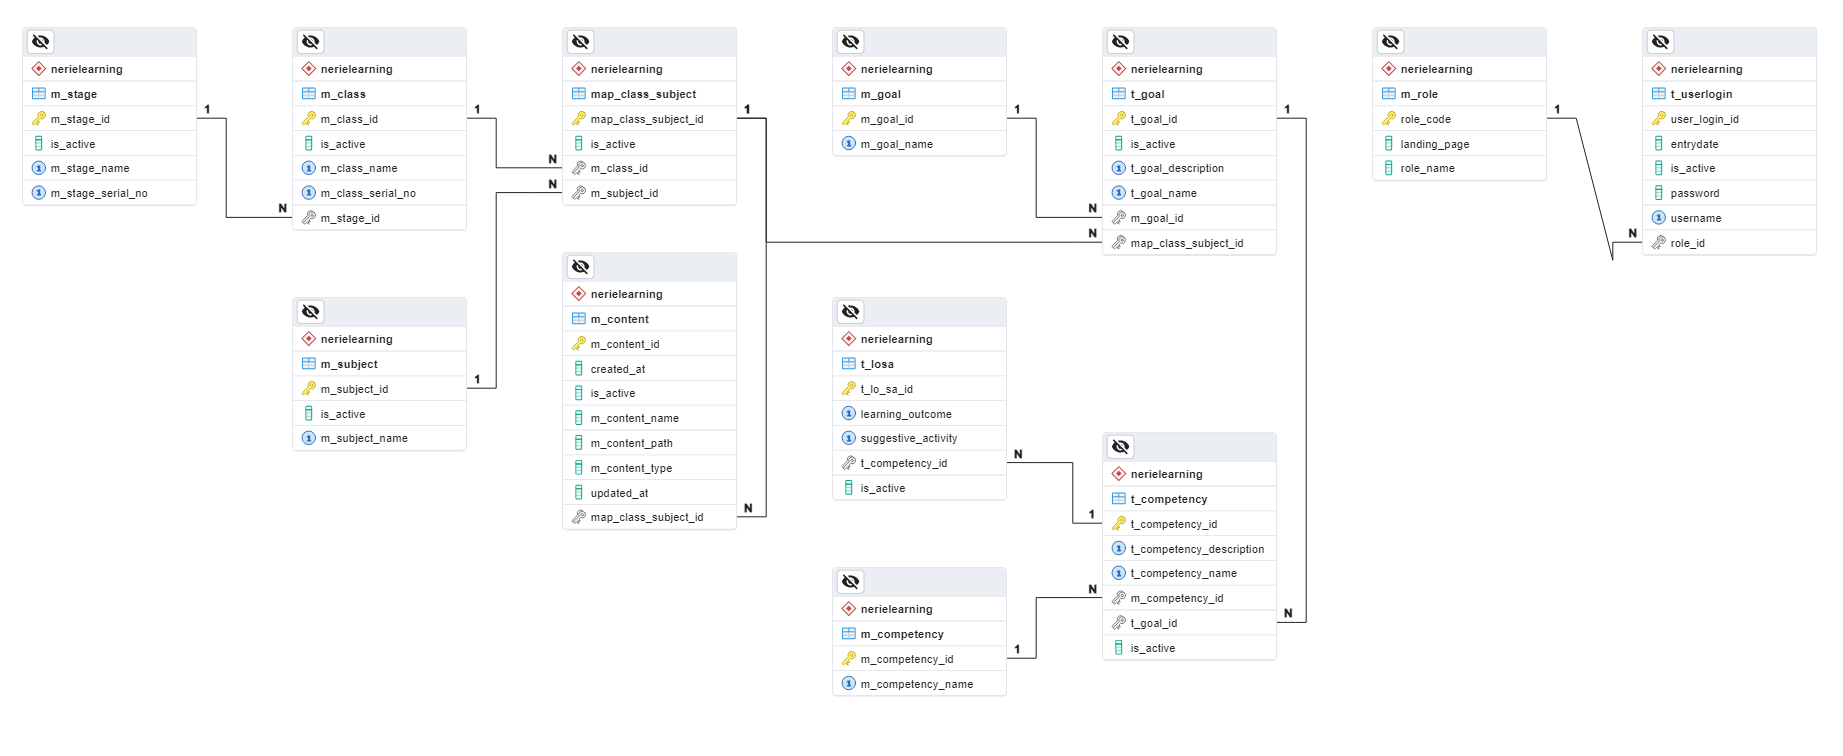 nerielearning
m_stage
m_stage_id
is_active
m_stage_name
m_stage_serial_no
1
N
nerielearning
m_class
m_class_id
is_active
m_class_name
m_class_serial_no
m_stage_id
1
N
N
nerielearning
map_class_subject
map_class_subject_id
is_active
m_class_id
m_subject_id
1
nerielearning
m_goal
m_goal_id
m_goal_name
1
N
N
nerielearning
t_goal
t_goal_id
is_active
t_goal_description
t_goal_name
m_goal_id
map_class_subject_id
1
nerielearning
m_role
role_code
landing_page
role_name
1
N
nerielearning
t_userlogin
user_login_id
entrydate
is_active
password
username
role_id
nerielearning
m_subject
m_subject_id
is_active
m_subject_name
1
nerielearning
m_content
m_content_id
created_at
is_active
m_content_name
m_content_path
m_content_type
updated_at
map_class_subject_id
N
nerielearning
t_losa
t_lo_sa_id
learning_outcome
suggestive_activity
t_competency_id
is_active
N
1
nerielearning
t_competency
t_competency_id
t_competency_description
t_competency_name
m_competency_id
t_goal_id
is_active
N
N
nerielearning
m_competency
m_competency_id
m_competency_name
1